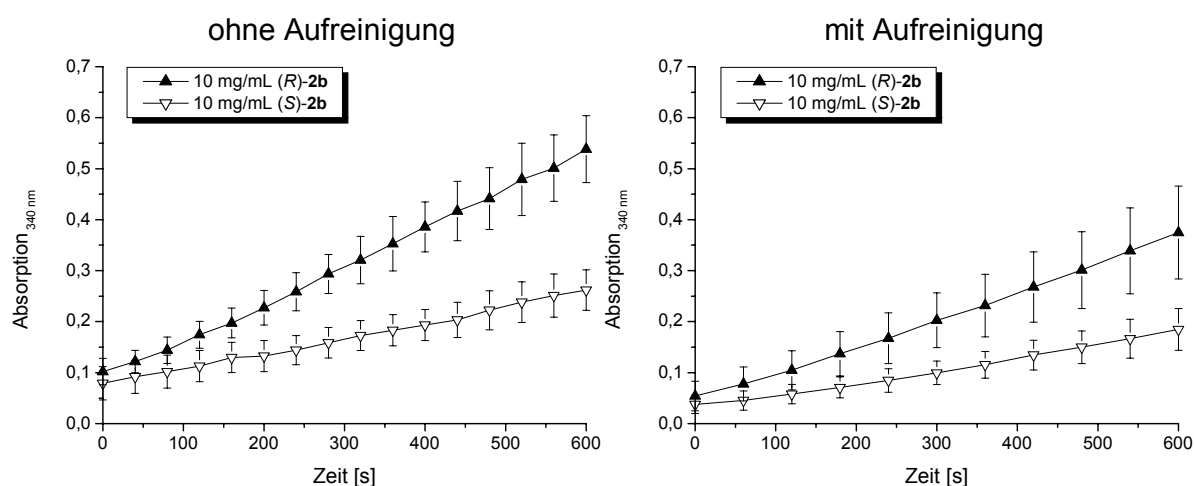 ohne Aufreinigung
0,7
0,6
0,5
0,4
0,3
0,2
0,1
0,0
Absorption340 nm
10 mg/mL (R)-2b
10 mg/mL (S)-2b
0 100 200 300 400 500 600
Zeit [s]
mit Aufreinigung
0,7
0,6
0,5
0,4
0,3
0,2
0,1
0,0
Absorption340 nm
10 mg/mL (R)-2b
10 mg/mL (S)-2b
0 100 200 300 400 500 600
Zeit [s]